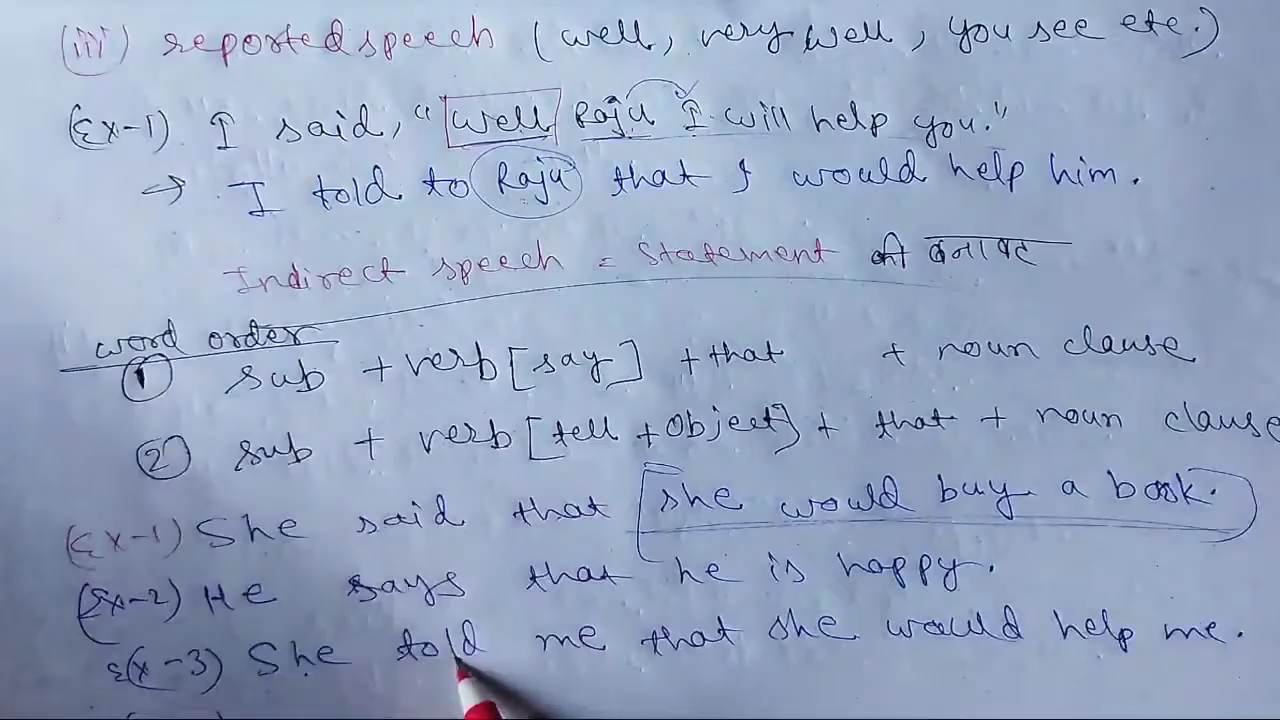 (iii) reported speech (well, very well, you see etc.)
(Ex-1) I said, "Well Raju I will help you."
→ I told to Raju that I would help him.
Indirect speech = Statement की बनावट
word order
① sub + verb [say] + that + noun clause
② sub + verb [tell + object] + that + noun clause
(Ex-1) She said that she would buy a book.
(Ex-2) He says that he is happy.
(Ex-3) She told me that she would help me.